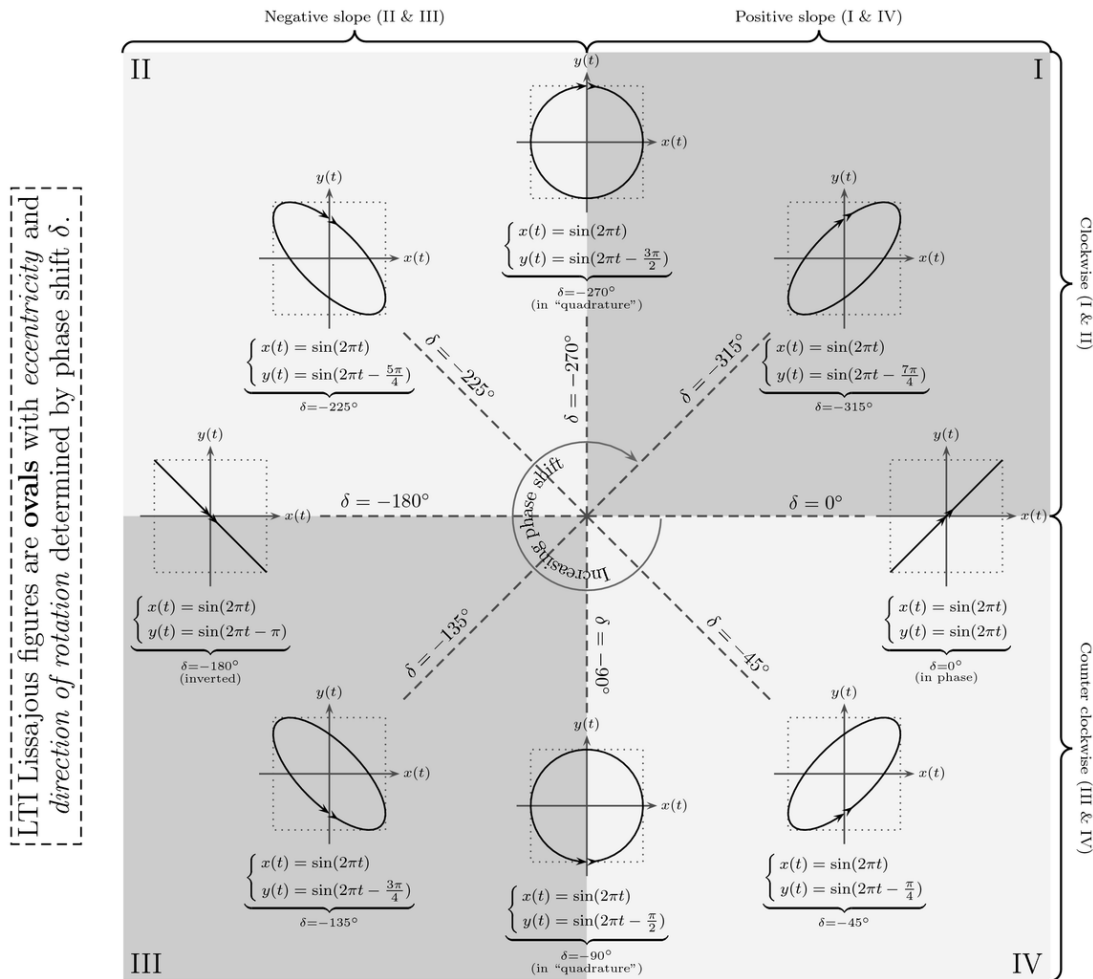 Negative slope (II & III)
Positive slope (I & IV)
II
I
y(t)
x(t)
x(t) = sin(2πt)
y(t) = sin(2πt − 3π/2)
δ=−270°
(in “quadrature”)
y(t)
x(t)
x(t) = sin(2πt)
y(t) = sin(2πt − 5π/4)
δ=−225°
y(t)
x(t)
x(t) = sin(2πt)
y(t) = sin(2πt − 7π/4)
δ=−315°
Clockwise (I & II)
LTI Lissajous figures are ovals with eccentricity and
direction of rotation determined by phase shift δ.
δ = −225°
δ = −270°
δ = −315°
y(t)
x(t)
x(t) = sin(2πt)
y(t) = sin(2πt − π)
δ=−180°
(inverted)
δ = −180°
Increasing phase shift
δ = 0°
y(t)
x(t)
x(t) = sin(2πt)
y(t) = sin(2πt)
δ=0°
(in phase)
δ = −135°
δ = −90°
δ = −45°
Counter clockwise (III & IV)
y(t)
x(t)
x(t) = sin(2πt)
y(t) = sin(2πt − 3π/4)
δ=−135°
y(t)
x(t)
x(t) = sin(2πt)
y(t) = sin(2πt − π/2)
δ=−90°
(in “quadrature”)
y(t)
x(t)
x(t) = sin(2πt)
y(t) = sin(2πt − π/4)
δ=−45°
III
IV